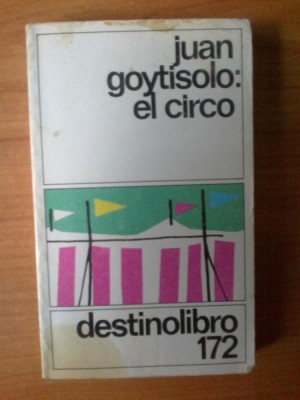 juan
goytisolo:
el circo
destinolibro
172